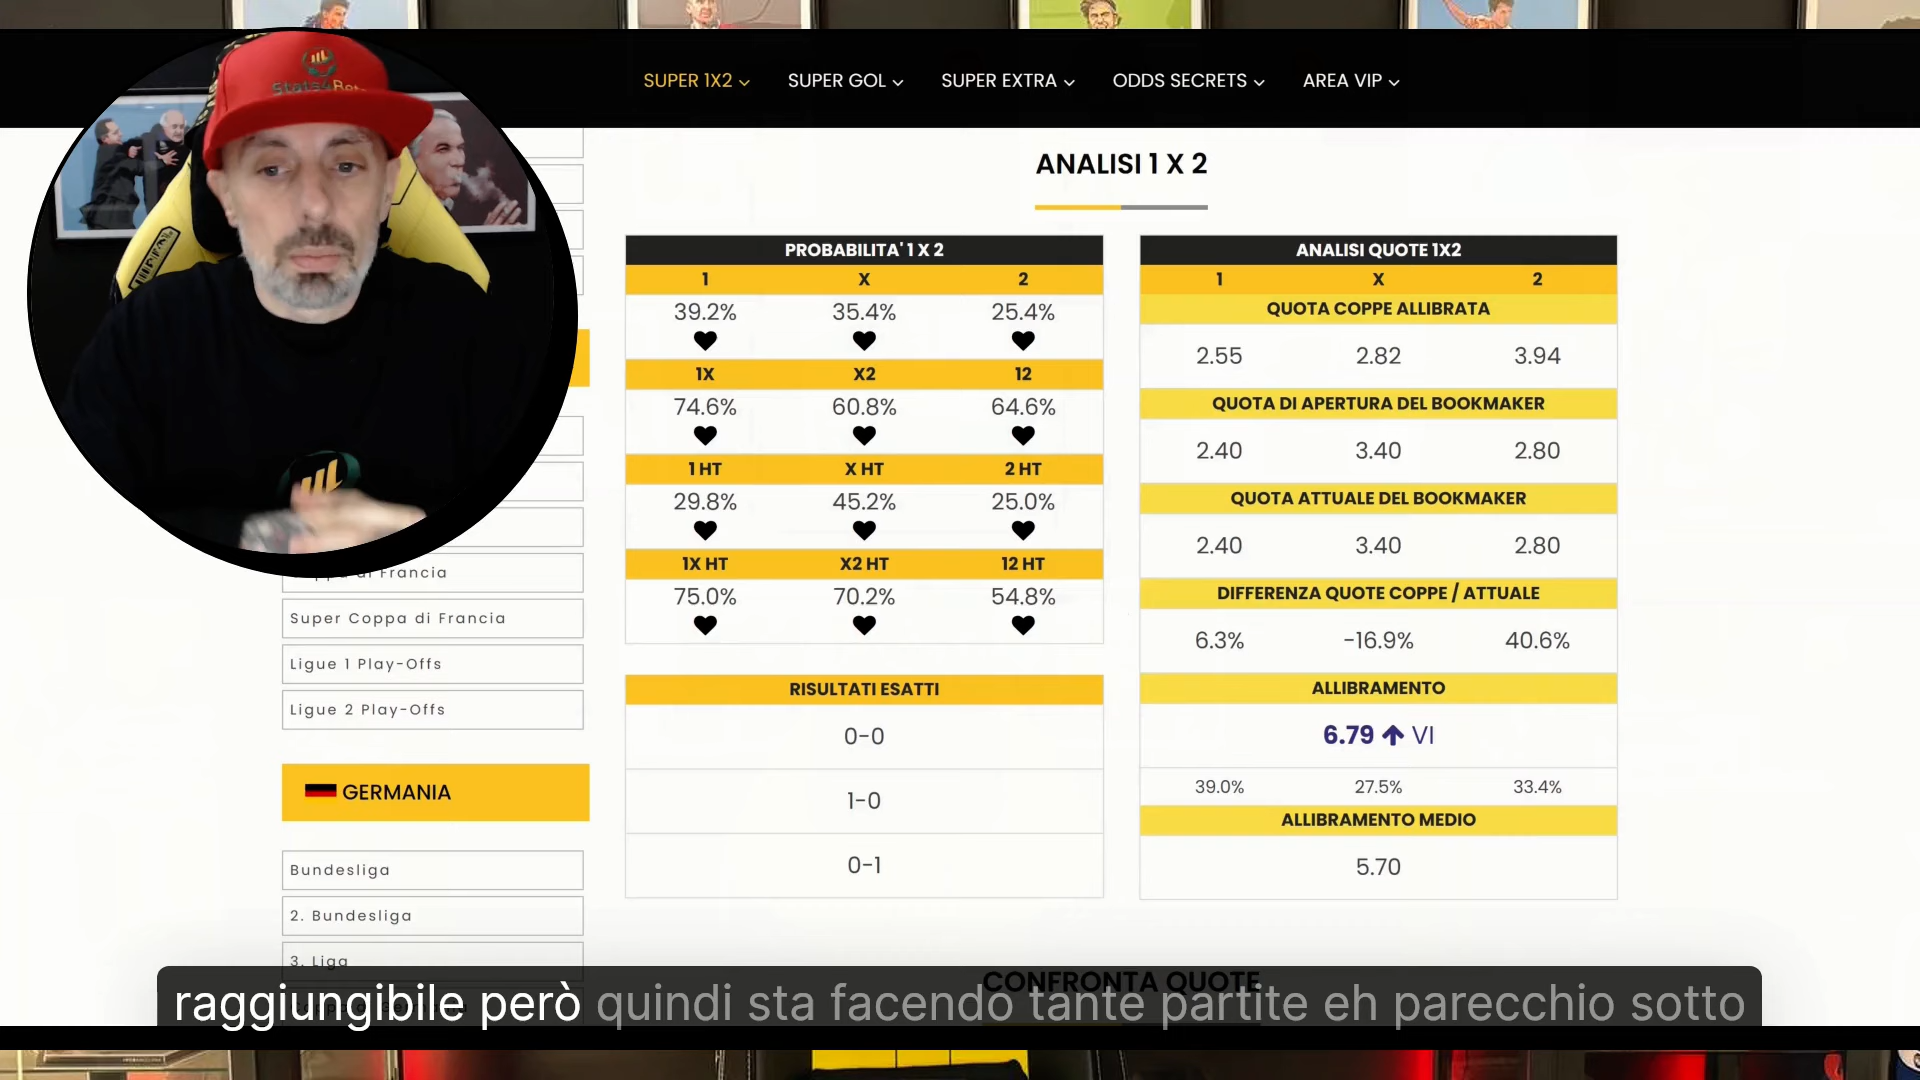 SUPER 1X2
SUPER GOL
SUPER EXTRA
ODDS SECRETS
AREA VIP
Stats4Bets
ANALISI 1 X 2
PROBABILITA' 1 X 2
1 X 2
39.2% 35.4% 25.4%
1X X2 12
74.6% 60.8% 64.6%
1 HT X HT 2 HT
29.8% 45.2% 25.0%
1X HT X2 HT 12 HT
75.0% 70.2% 54.8%
RISULTATI ESATTI
0-0
1-0
0-1
ANALISI QUOTE 1X2
1 X 2
QUOTA COPPE ALLIBRATA
2.55 2.82 3.94
QUOTA DI APERTURA DEL BOOKMAKER
2.40 3.40 2.80
QUOTA ATTUALE DEL BOOKMAKER
2.40 3.40 2.80
DIFFERENZA QUOTE COPPE / ATTUALE
6.3% -16.9% 40.6%
ALLIBRAMENTO
6.79 VI
39.0% 27.5% 33.4%
ALLIBRAMENTO MEDIO
5.70
di Francia
Super Coppa di Francia
Ligue 1 Play-Offs
Ligue 2 Play-Offs
GERMANIA
Bundesliga
2. Bundesliga
3. Liga
CONFRONTA QUOTE
raggiungibile però quindi sta facendo tante partite eh parecchio sotto